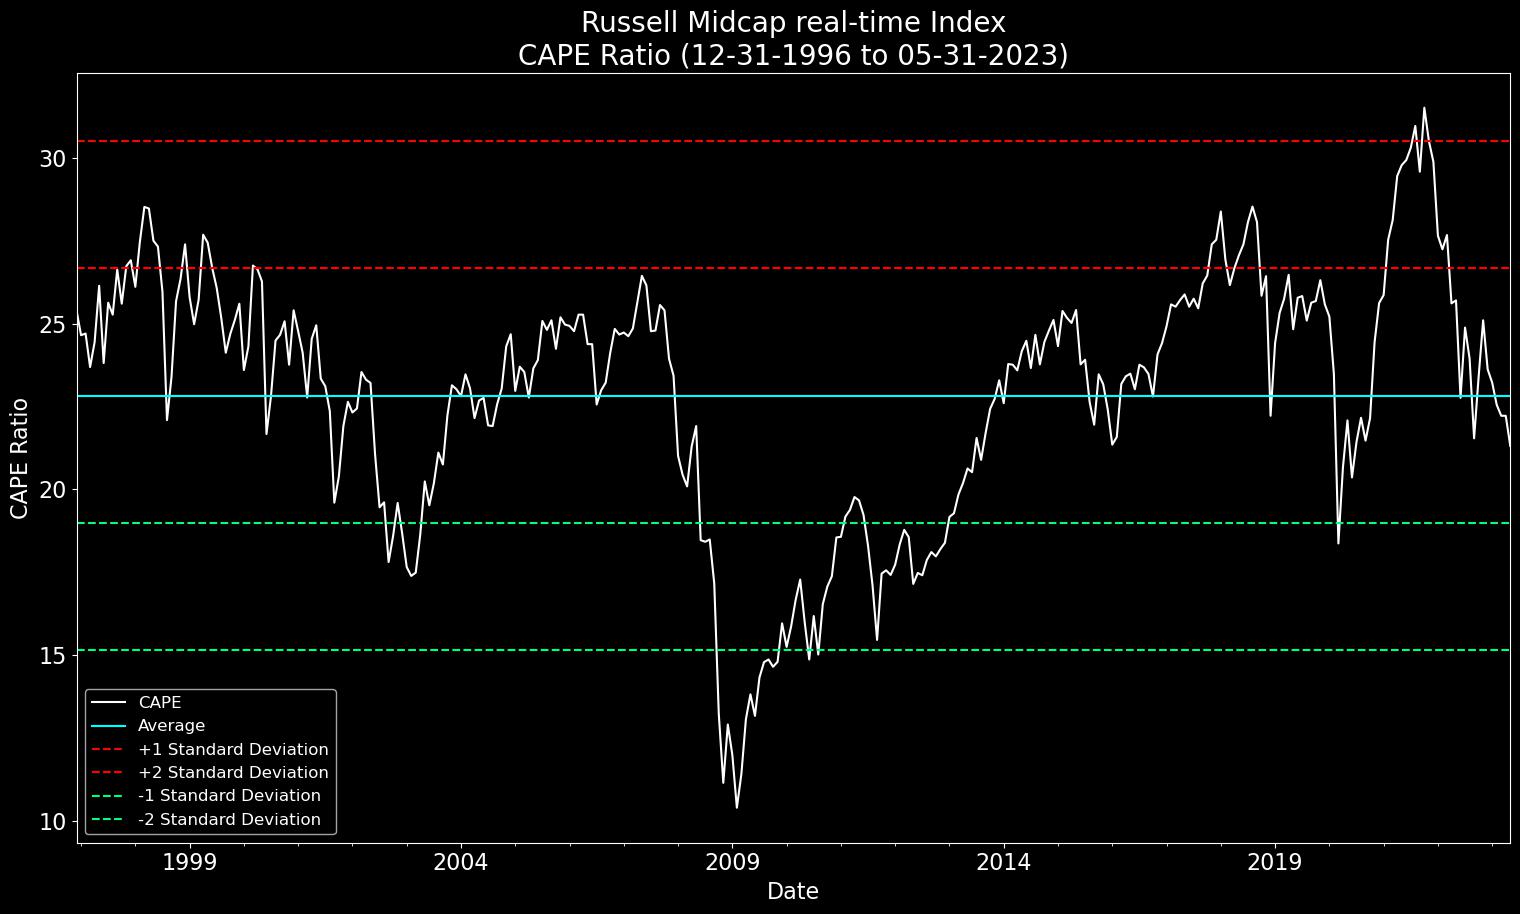 Russell Midcap real-time Index
CAPE Ratio (12-31-1996 to 05-31-2023)
CAPE Ratio
30
25
20
15
10
CAPE
Average
+1 Standard Deviation
+2 Standard Deviation
-1 Standard Deviation
-2 Standard Deviation
1999
2004
2009
2014
2019
Date